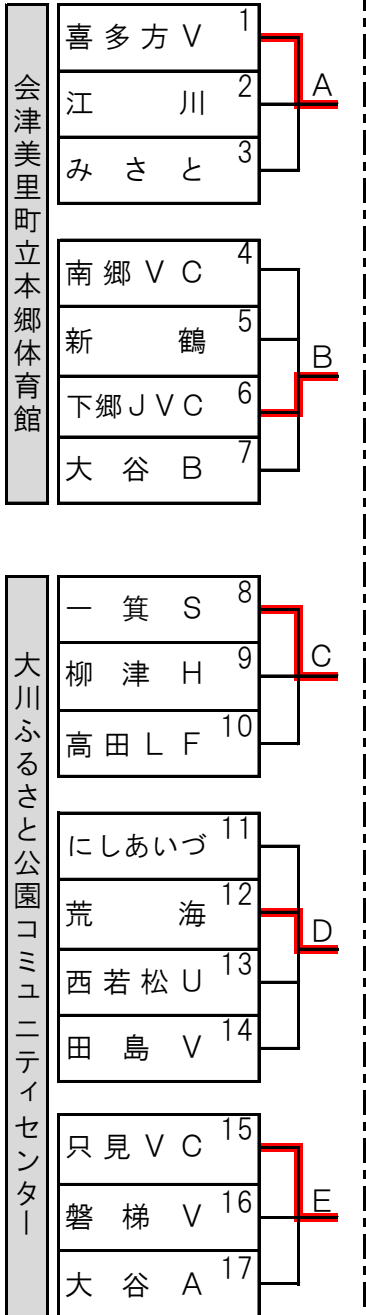 会津美里町立本郷体育館
喜多方V 1
江川 2
みさと 3
A
南郷VC 4
新鶴 5
下郷JVC 6
大谷B 7
B
大川ふるさと公園コミュニティセンター
一箕S 8
柳津H 9
高田LF 10
C
にしあいづ 11
荒海 12
西若松U 13
田島V 14
D
只見VC 15
磐梯V 16
大谷A 17
E